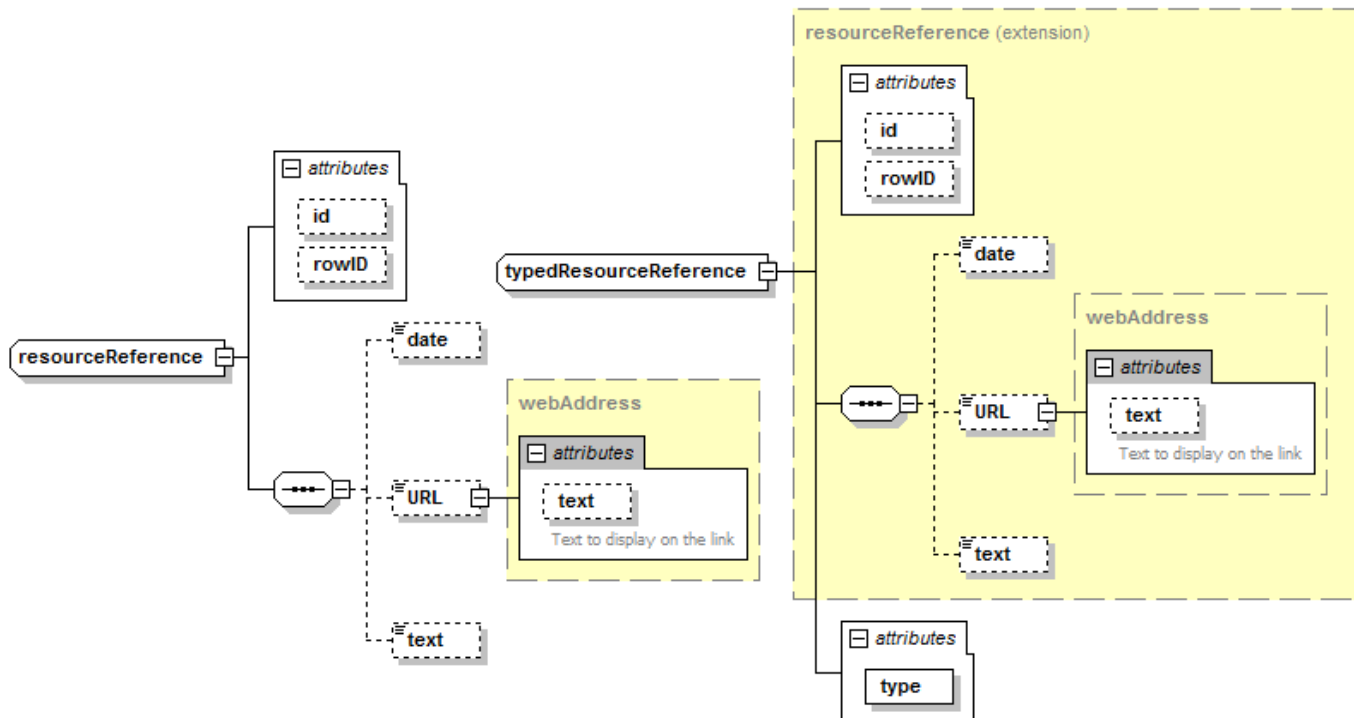 resourceReference
attributes
id
rowID
date
URL
webAddress
attributes
text
Text to display on the link
text
typedResourceReference
resourceReference (extension)
attributes
id
rowID
date
URL
webAddress
attributes
text
Text to display on the link
text
attributes
type